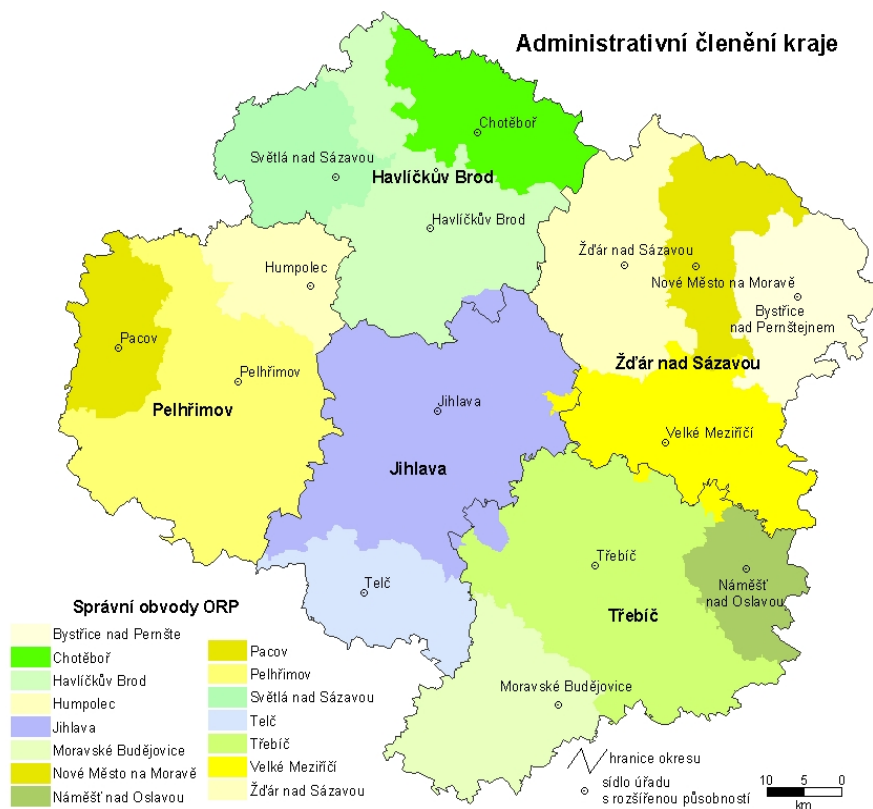 Administrativní členění kraje
Chotěboř
Světlá nad Sázavou
Havlíčkův Brod
Havlíčkův Brod
Žďár nad Sázavou
Humpolec
Nové Město na Moravě
Bystřice
nad Pernštejnem
Pacov
Pelhřimov
Žďár nad Sázavou
Pelhřimov
Jihlava
Velké Meziříčí
Jihlava
Třebíč
Telč
Náměšť
nad Oslavou
Třebíč
Moravské Budějovice
Správní obvody ORP
Bystřice nad Pernšte
Chotěboř
Havlíčkův Brod
Humpolec
Jihlava
Moravské Budějovice
Nové Město na Moravě
Náměšť nad Oslavou
Pacov
Pelhřimov
Světlá nad Sázavou
Telč
Třebíč
Velké Meziříčí
Žďár nad Sázavou
hranice okresu
sídlo úřadu
s rozšířenou působností
10 5 0
km